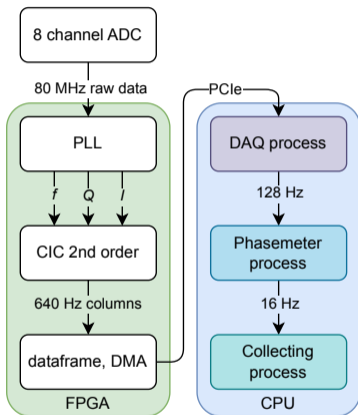 8 channel ADC
80 MHz raw data
PLL
f Q I
CIC 2nd order
640 Hz columns
dataframe, DMA
FPGA
PCIe
DAQ process
128 Hz
Phasemeter
process
16 Hz
Collecting
process
CPU